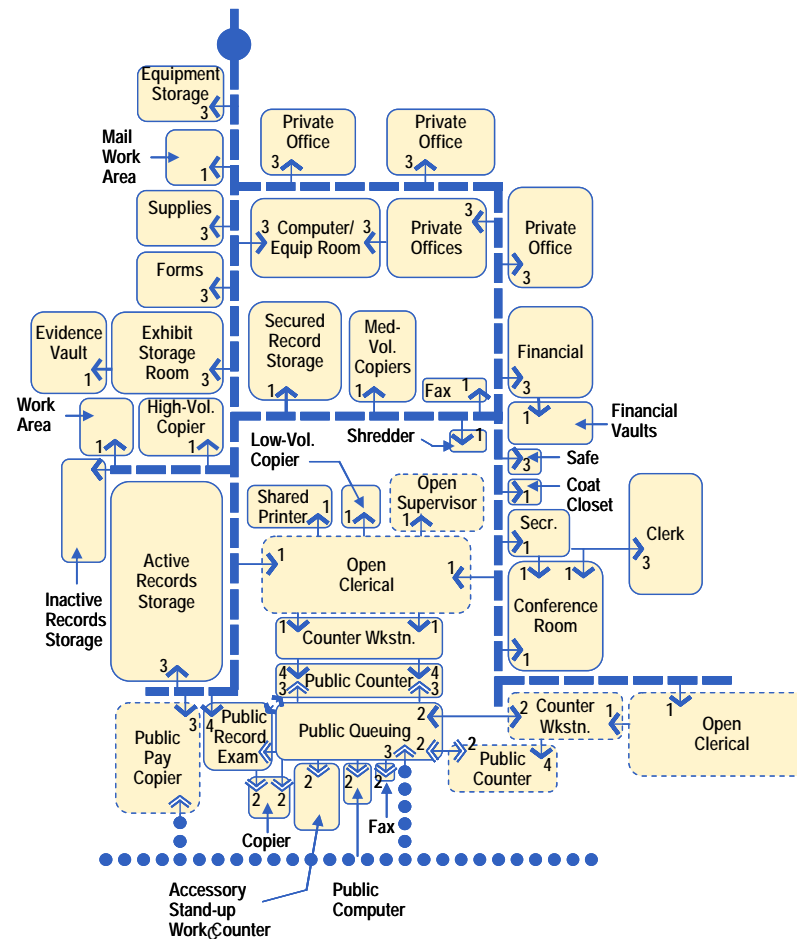 Equipment
Storage
3
Mail
Work
Area
1
Private
Office
3
Private
Office
3
Supplies
3
3
Computer/
Equip Room
3
Private
Offices
3
Private
Office
3
Forms
3
Evidence
Vault
1
Exhibit
Storage
Room
3
Secured
Record
Storage
1
Med-
Vol.
Copiers
1
Fax
1
Financial
3
1
Financial
Vaults
Work
Area
1
High-Vol.
Copier
1
Low-Vol.
Copier
Shredder
1
3
Safe
1
Coat
Closet
Shared
Printer
1
1
Open
Supervisor
1
Secr.
1
Clerk
3
Active
Records
Storage
3
Inactive
Records
Storage
1
Open
Clerical
1
1
1
Conference
Room
1
1
Counter Wkstn.
1
4
3
Public Counter
4
3
3
Public
Pay
Copier
4
Public
Record
Exam
Public Queuing
2
2
3
2
2
Counter
Wkstn.
1
1
Open
Clerical
Public
Counter
4
2
2
Copier
2
2
2
Fax
Accessory
Stand-up
Work Counter
Public
Computer